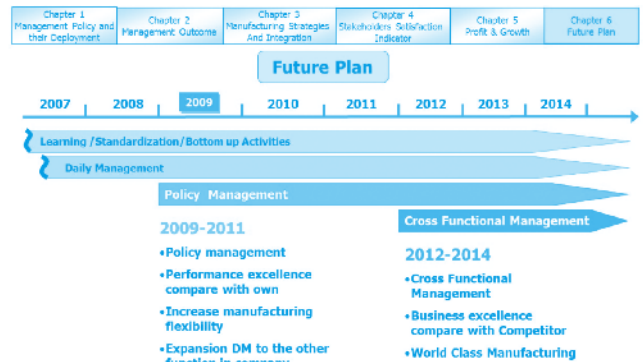 Chapter 1
Management Policy and
their Deployment
Chapter 2
Management Outcome
Chapter 3
Manufacturing Strategies
And Integration
Chapter 4
Stakeholders Satisfaction
Indicator
Chapter 5
Profit & Growth
Chapter 6
Future Plan
Future Plan
2007 2008 2009 2010 2011 2012 2013 2014
Learning /Standardization/Bottom up Activities
Daily Management
Policy Management
Cross Functional Management
2009-2011
•Policy management
•Performance excellence
compare with own
•Increase manufacturing
flexibility
•Expansion DM to the other
function in company
2012-2014
•Cross Functional
Management
•Business excellence
compare with Competitor
•World Class Manufacturing